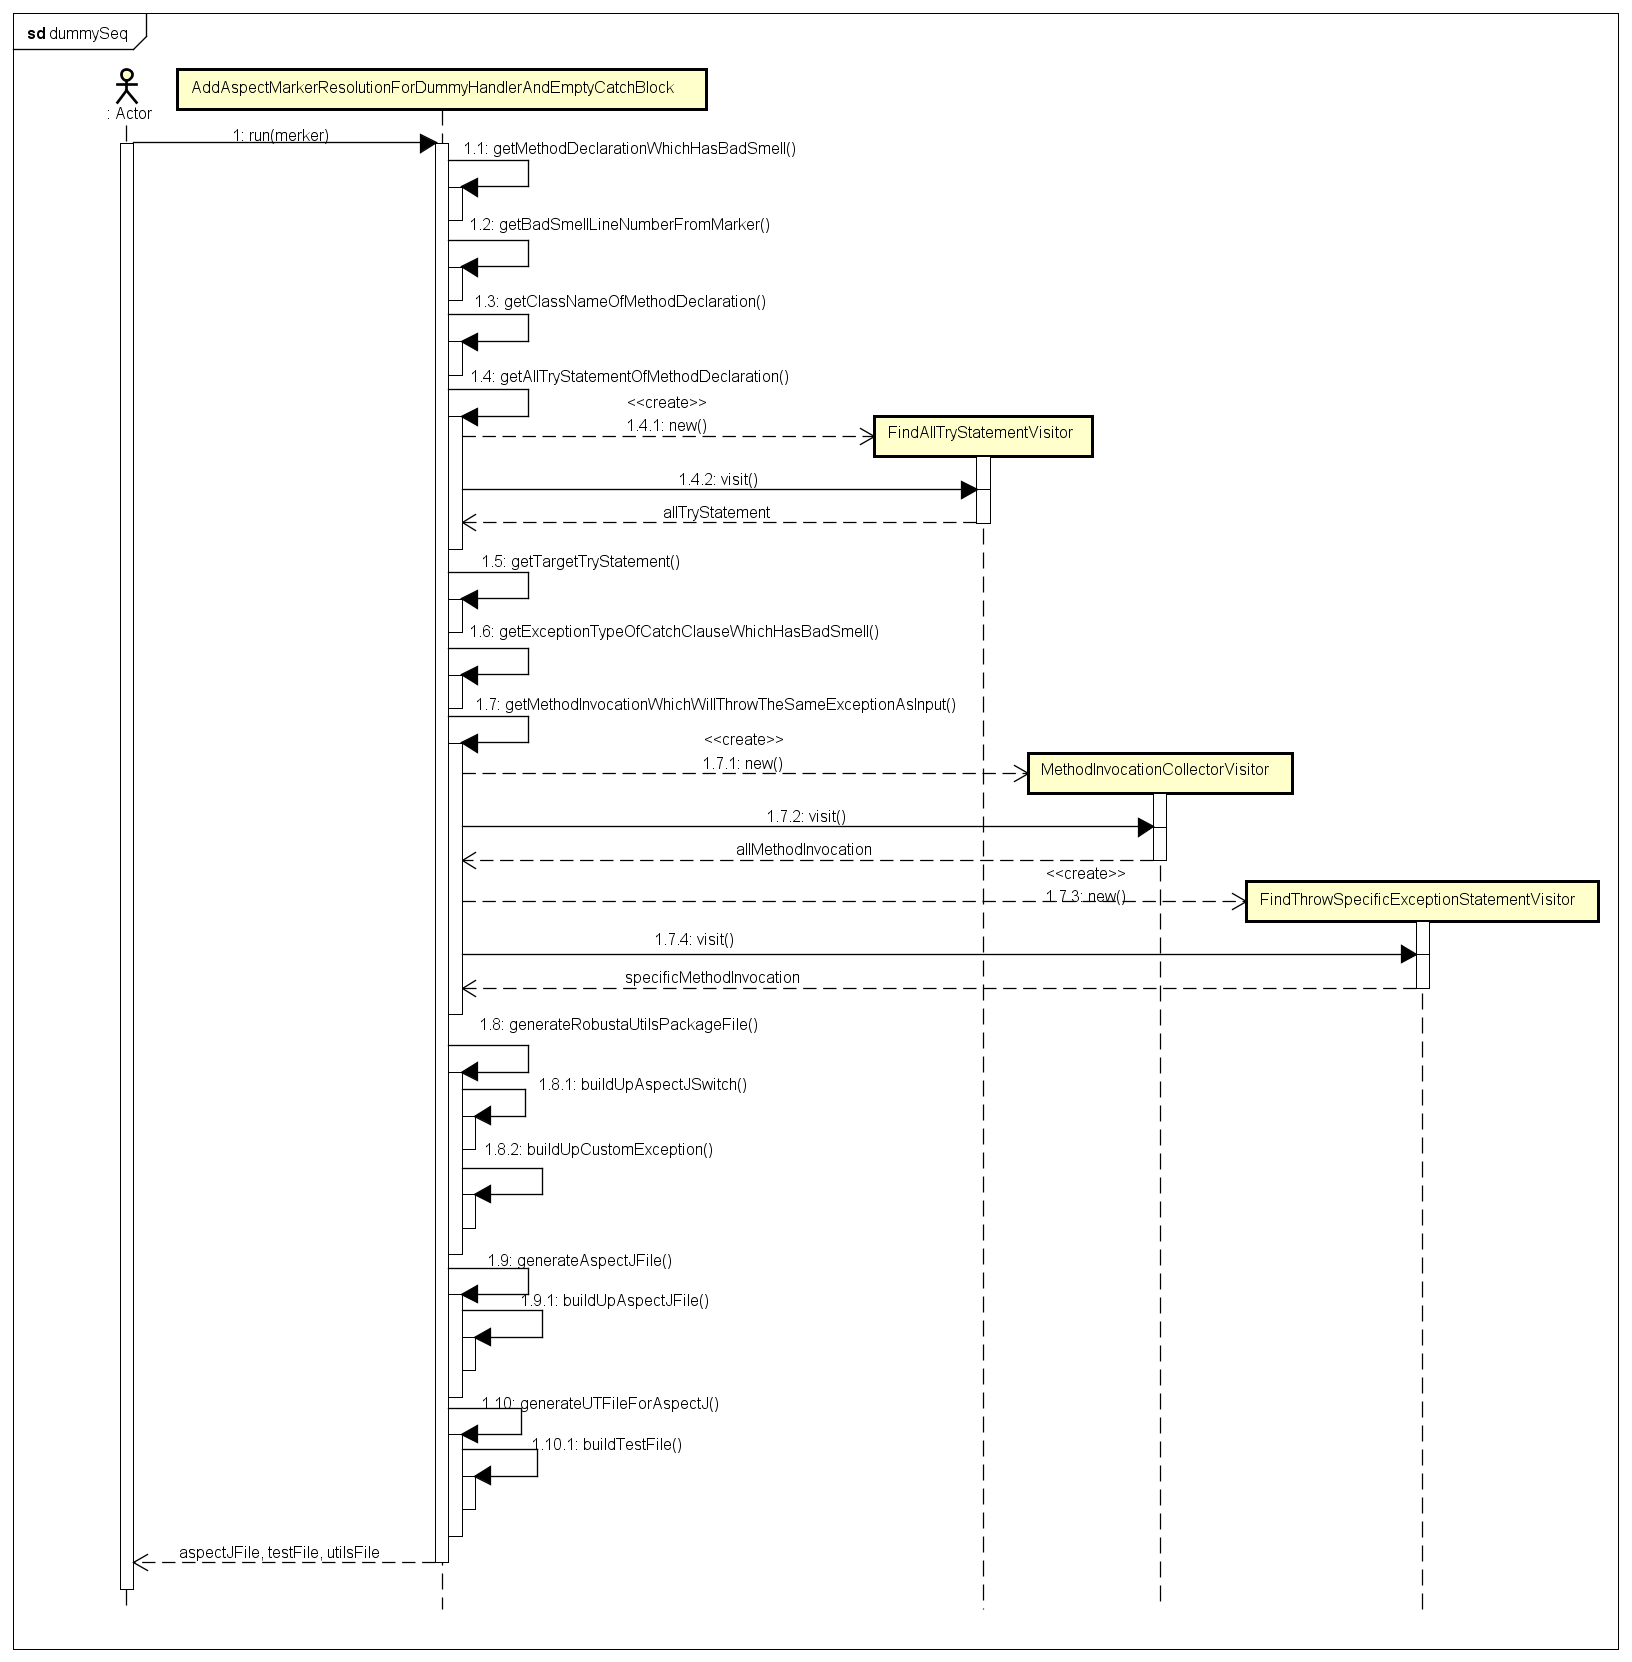 sd dummySeq
: Actor
AddAspectMarkerResolutionForDummyHandlerAndEmptyCatchBlock
1: run(merker)
1.1: getMethodDeclarationWhichHasBadSmell()
1.2: getBadSmellLineNumberFromMarker()
1.3: getClassNameOfMethodDeclaration()
1.4: getAllTryStatementOfMethodDeclaration()
<<create>>
1.4.1: new()
FindAllTryStatementVisitor
1.4.2: visit()
allTryStatement
1.5: getTargetTryStatement()
1.6: getExceptionTypeOfCatchClauseWhichHasBadSmell()
1.7: getMethodInvocationWhichWillThrowTheSameExceptionAsInput()
<<create>>
1.7.1: new()
MethodInvocationCollectorVisitor
1.7.2: visit()
allMethodInvocation
<<create>>
1.7.3: new()
FindThrowSpecificExceptionStatementVisitor
1.7.4: visit()
specificMethodInvocation
1.8: generateRobustaUtilsPackageFile()
1.8.1: buildUpAspectJSwitch()
1.8.2: buildUpCustomException()
1.9: generateAspectJFile()
1.9.1: buildUpAspectJFile()
1.10: generateUTFileForAspectJ()
1.10.1: buildTestFile()
aspectJFile, testFile, utilsFile